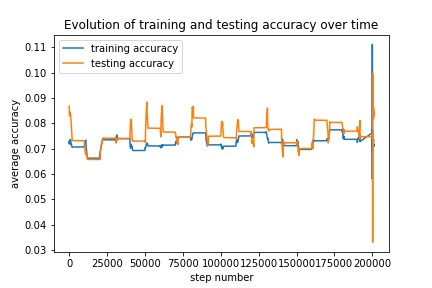 Evolution of training and testing accuracy over time
training accuracy
testing accuracy
average accuracy
0.11
0.10
0.09
0.08
0.07
0.06
0.05
0.04
0.03
0 25000 50000 75000 100000 125000 150000 175000 200000
step number